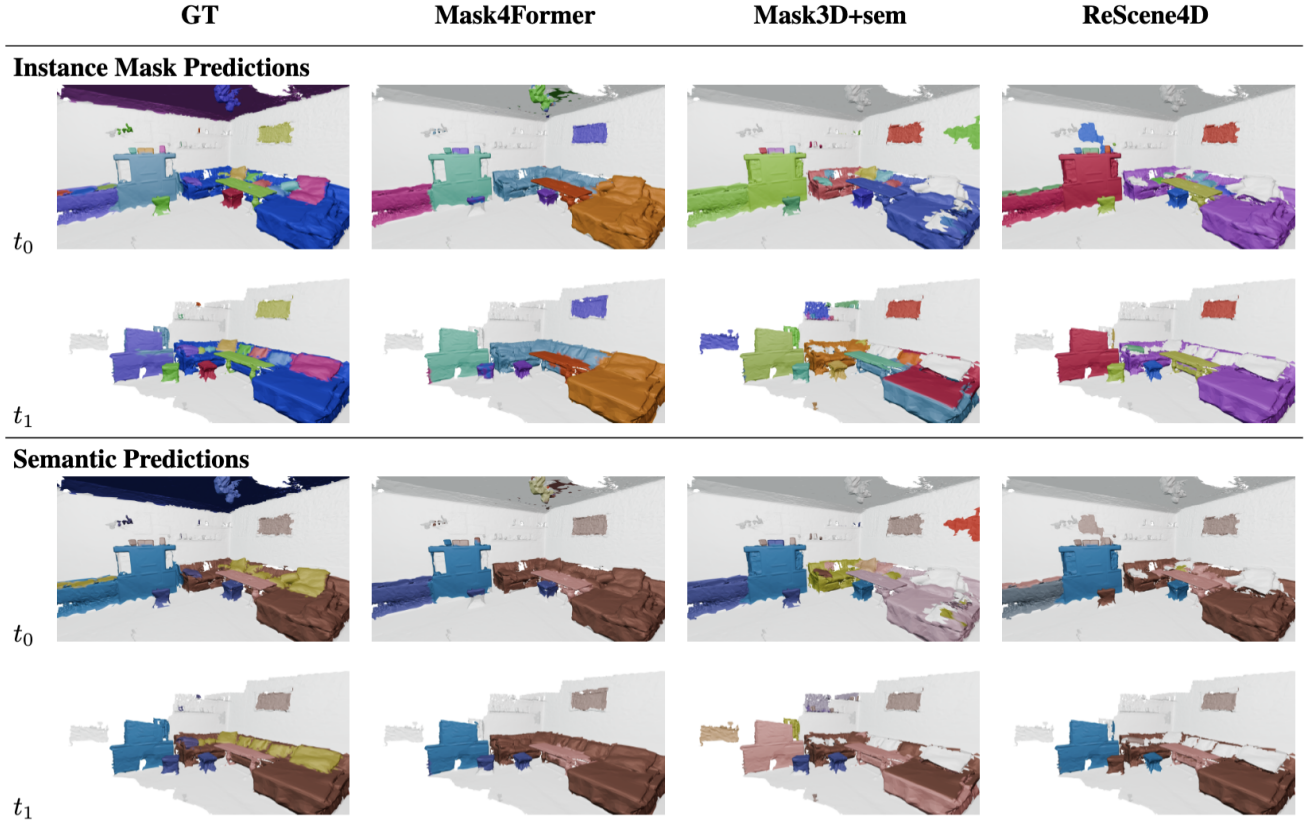 GT Mask4Former Mask3D+sem ReScene4D
Instance Mask Predictions
t0
t1
Semantic Predictions
t0
t1